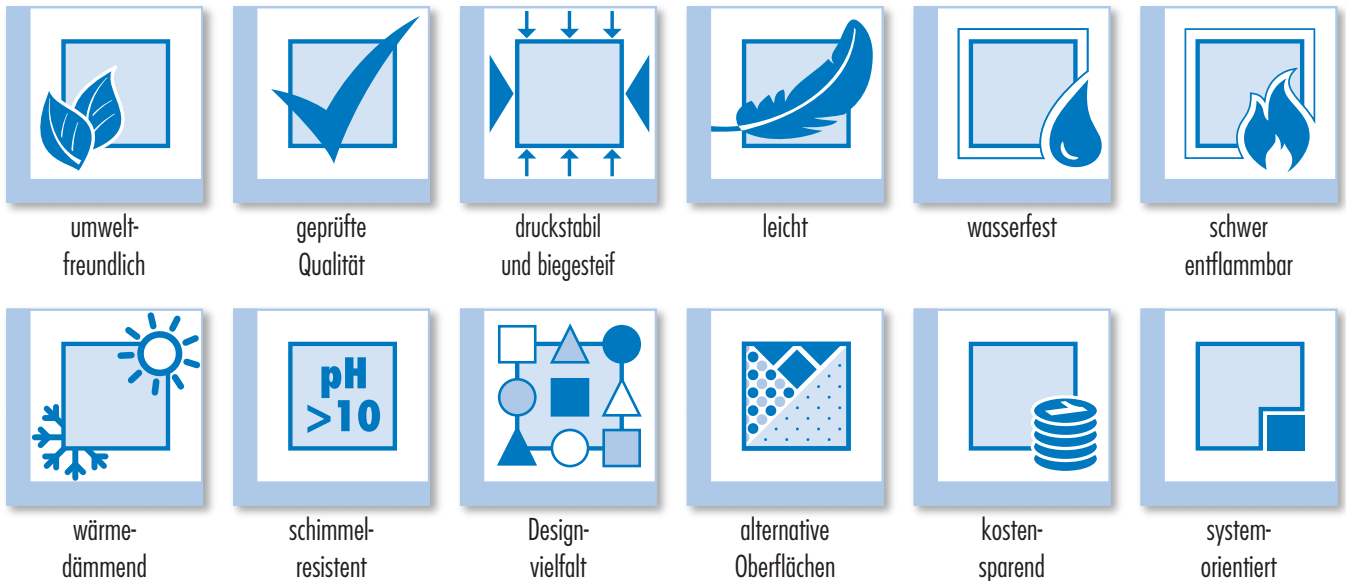 umwelt-
freundlich
geprüfte
Qualität
druckstabil
und biegesteif
leicht
wasserfest
schwer
entflammbar
pH
>10
1
wärme-
dämmend
schimmel-
resistent
Design-
vielfalt
alternative
Oberflächen
kosten-
sparend
system-
orientiert